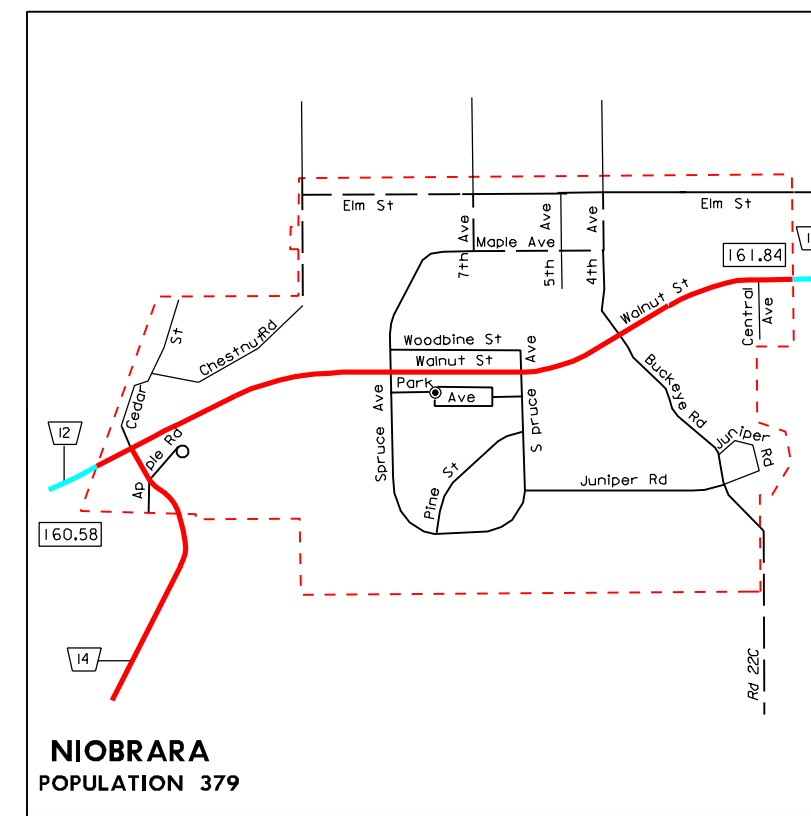 Elm St
Elm St
7th Ave
Maple Ave
5th Ave
4th Ave
161.84
Walnut St
Central Ave
St
Chestnut Rd
Woodbine St
Walnut St
Ave
Park
Ave
Spruce Ave
Spruce
Buckeye Rd
Cedar
12
Apple Rd
Pine St
Juniper Rd
Juniper Rd
160.58
14
Rd 22C
NIOBRARA
POPULATION 379